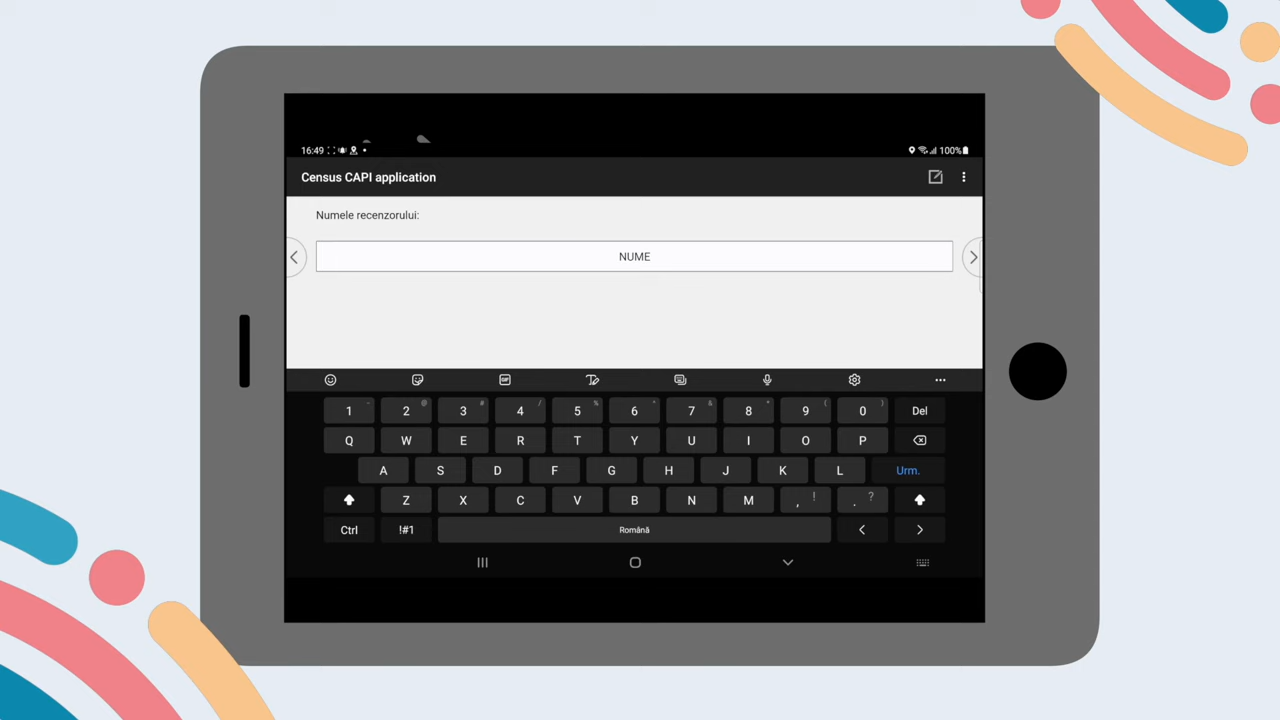 16:49 100%
Census CAPI application
Numele recenzorului:
NUME
GIF
1 - 2 @ 3 # 4 / 5 % 6 ^ 7 & 8 * 9 ( 0 ) Del
Q W E R T Y U I O P
A S D F G H J K L Urm.
Z X C V B N M , ! . ?
Ctrl !#1 Română < >